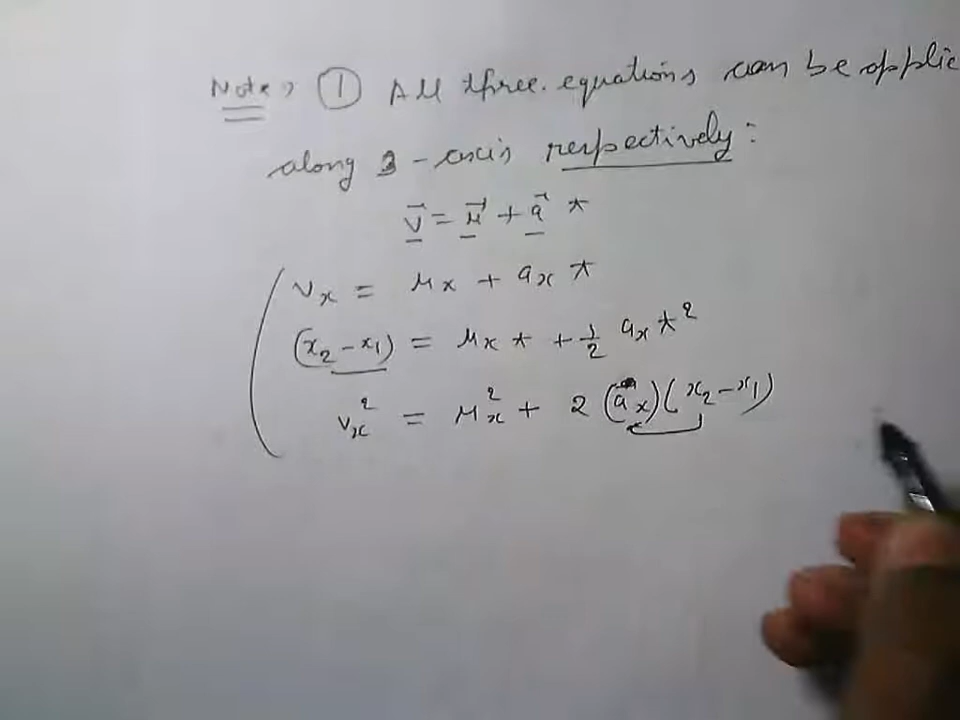 Note > ① All three equations can be applie
along 3-axis respectively:
v⃗ = u⃗ + a⃗ t
vₓ = uₓ + aₓ t
(x₂ - x₁) = uₓ t + ½ aₓ t²
vₓ² = uₓ² + 2 (aₓ)(x₂ - x₁)